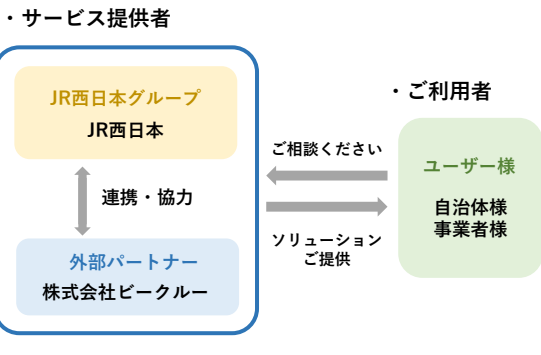 ・サービス提供者
JR西日本グループ
JR西日本
連携・協力
外部パートナー
株式会社ビークルー
ご相談ください
ソリューション
ご提供
・ご利用者
ユーザー様
自治体様
事業者様